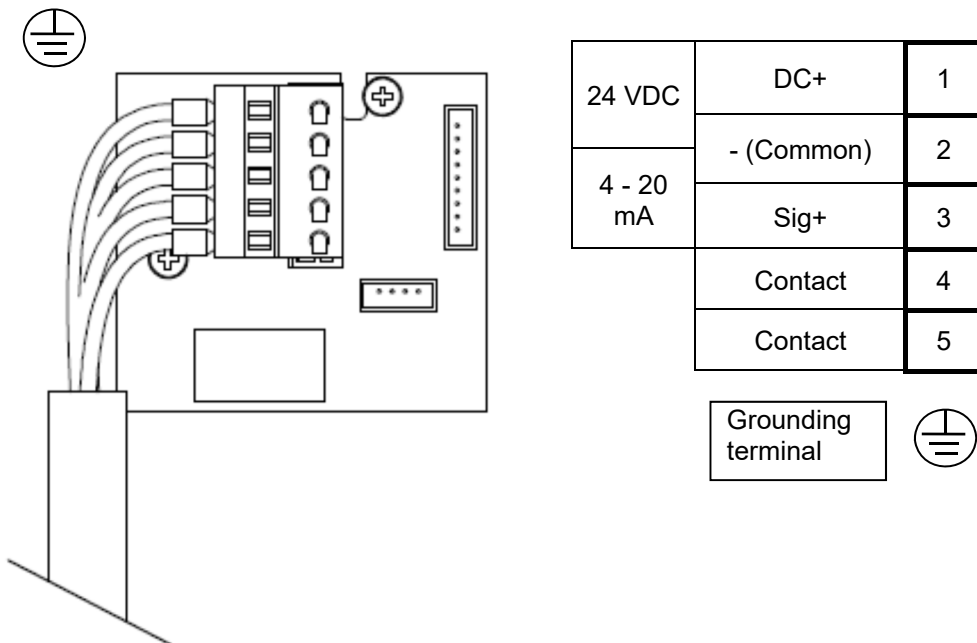 24 VDC
DC+
1
- (Common)
2
4 - 20
mA
Sig+
3
Contact
4
Contact
5
Grounding
terminal